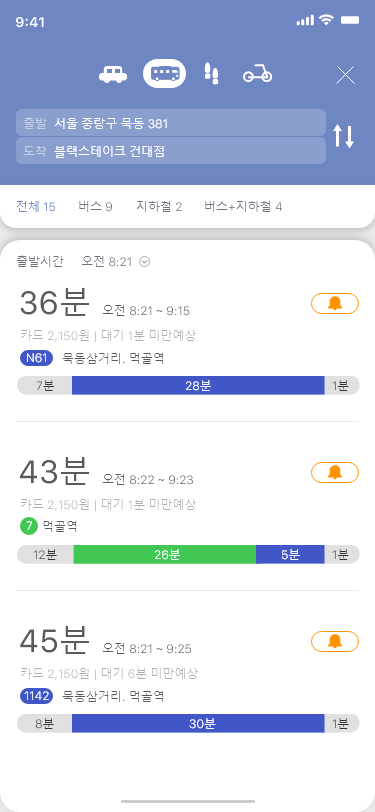 9:41
출발 서울 중랑구 묵동 381
도착 블랙스테이크 건대점
전체 15 버스 9 지하철 2 버스+지하철 4
출발시간 오전 8:21
36분 오전 8:21 ~ 9:15
카드 2,150원 | 대기 1분 미만예상
N61 묵동삼거리. 먹골역
7분 28분 1분
43분 오전 8:22 ~ 9:23
카드 2,150원 | 대기 1분 미만예상
7 먹골역
12분 26분 5분 1분
45분 오전 8:21 ~ 9:25
카드 2,150원 | 대기 6분 미만예상
1142 묵동삼거리. 먹골역
8분 30분 1분